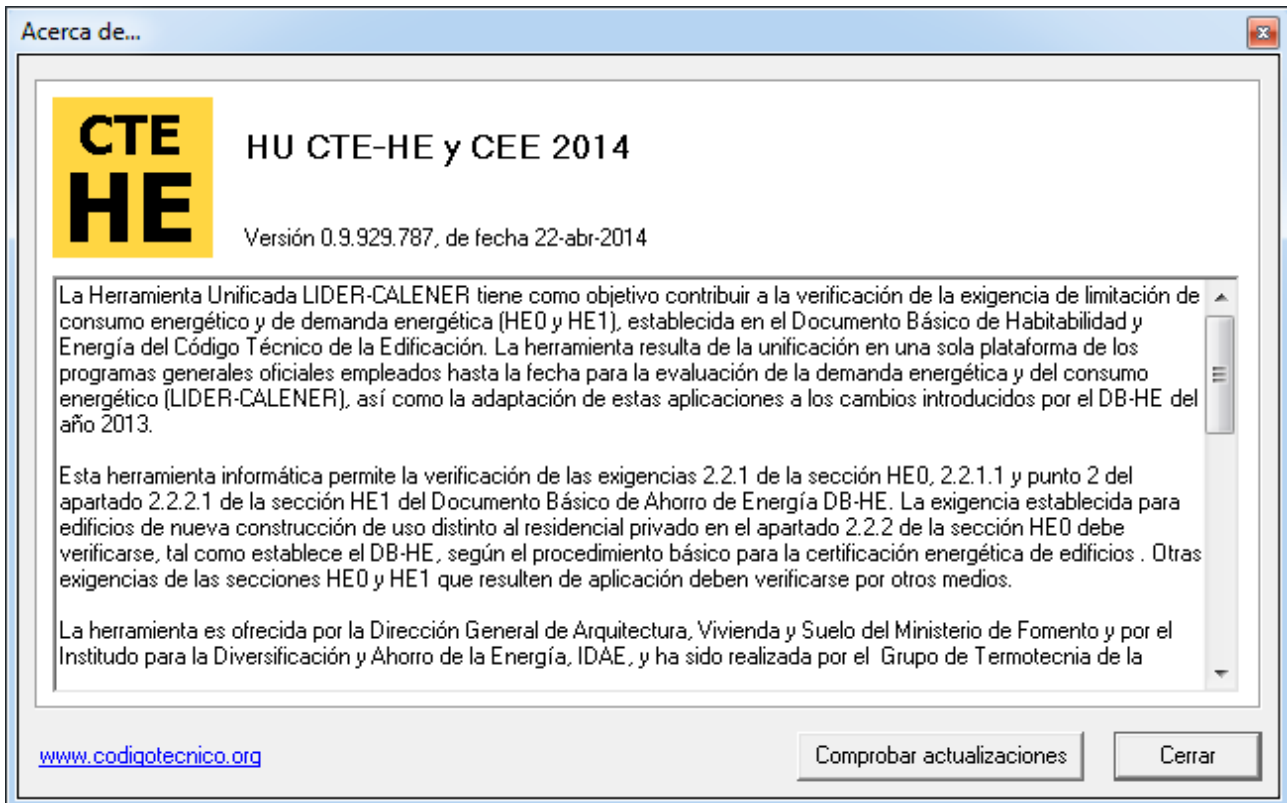 Acerca de...
CTE
HE
HU CTE-HE y CEE 2014
Versión 0.9.929.787, de fecha 22-abr-2014
La Herramienta Unificada LIDER-CALENER tiene como objetivo contribuir a la verificación de la exigencia de limitación de
consumo energético y de demanda energética (HE0 y HE1), establecida en el Documento Básico de Habitabilidad y
Energía del Código Técnico de la Edificación. La herramienta resulta de la unificación en una sola plataforma de los
programas generales oficiales empleados hasta la fecha para la evaluación de la demanda energética y del consumo
energético (LIDER-CALENER), así como la adaptación de estas aplicaciones a los cambios introducidos por el DB-HE del
año 2013.
Esta herramienta informática permite la verificación de las exigencias 2.2.1 de la sección HE0, 2.2.1.1 y punto 2 del
apartado 2.2.2.1 de la sección HE1 del Documento Básico de Ahorro de Energía DB-HE. La exigencia establecida para
edificios de nueva construcción de uso distinto al residencial privado en el apartado 2.2.2 de la sección HE0 debe
verificarse, tal como establece el DB-HE, según el procedimiento básico para la certificación energética de edificios . Otras
exigencias de las secciones HE0 y HE1 que resulten de aplicación deben verificarse por otros medios.
La herramienta es ofrecida por la Dirección General de Arquitectura, Vivienda y Suelo del Ministerio de Fomento y por el
Institudo para la Diversificación y Ahorro de la Energía, IDAE, y ha sido realizada por el  Grupo de Termotecnia de la
www.codigotecnico.org
Comprobar actualizaciones
Cerrar